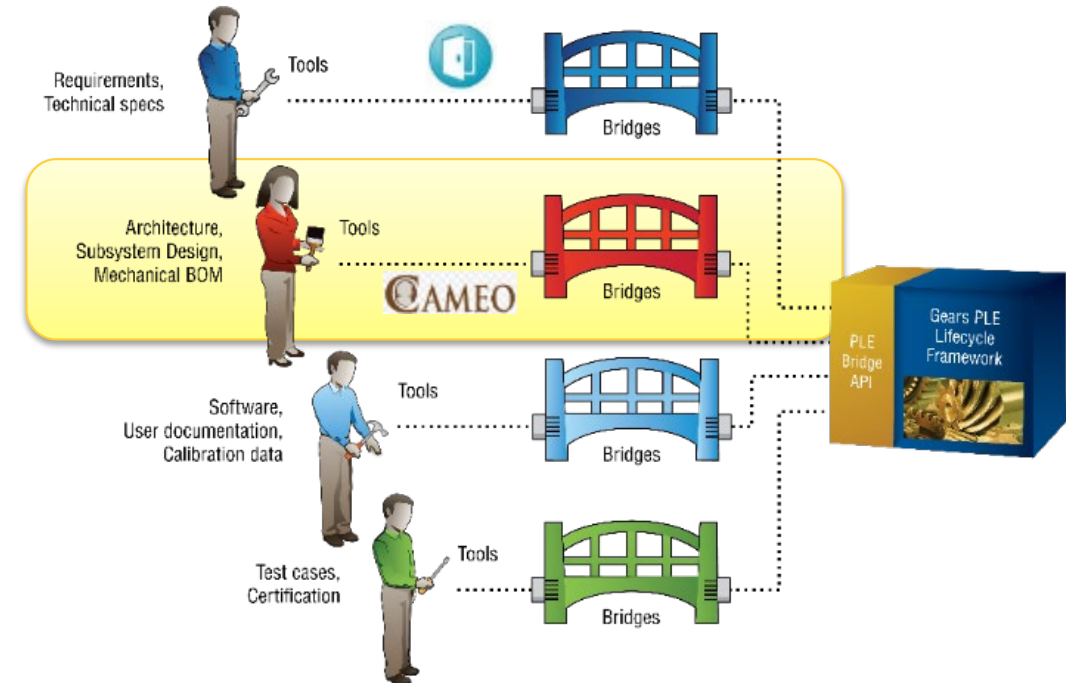 Requirements,
Technical specs
Tools
Bridges
Architecture,
Subsystem Design,
Mechanical BOM
Tools
CAMEO
Bridges
Software,
User documentation,
Calibration data
Tools
Bridges
Test cases,
Certification
Tools
Bridges
PLE
Bridge
API
Gears PLE
Lifecycle
Framework